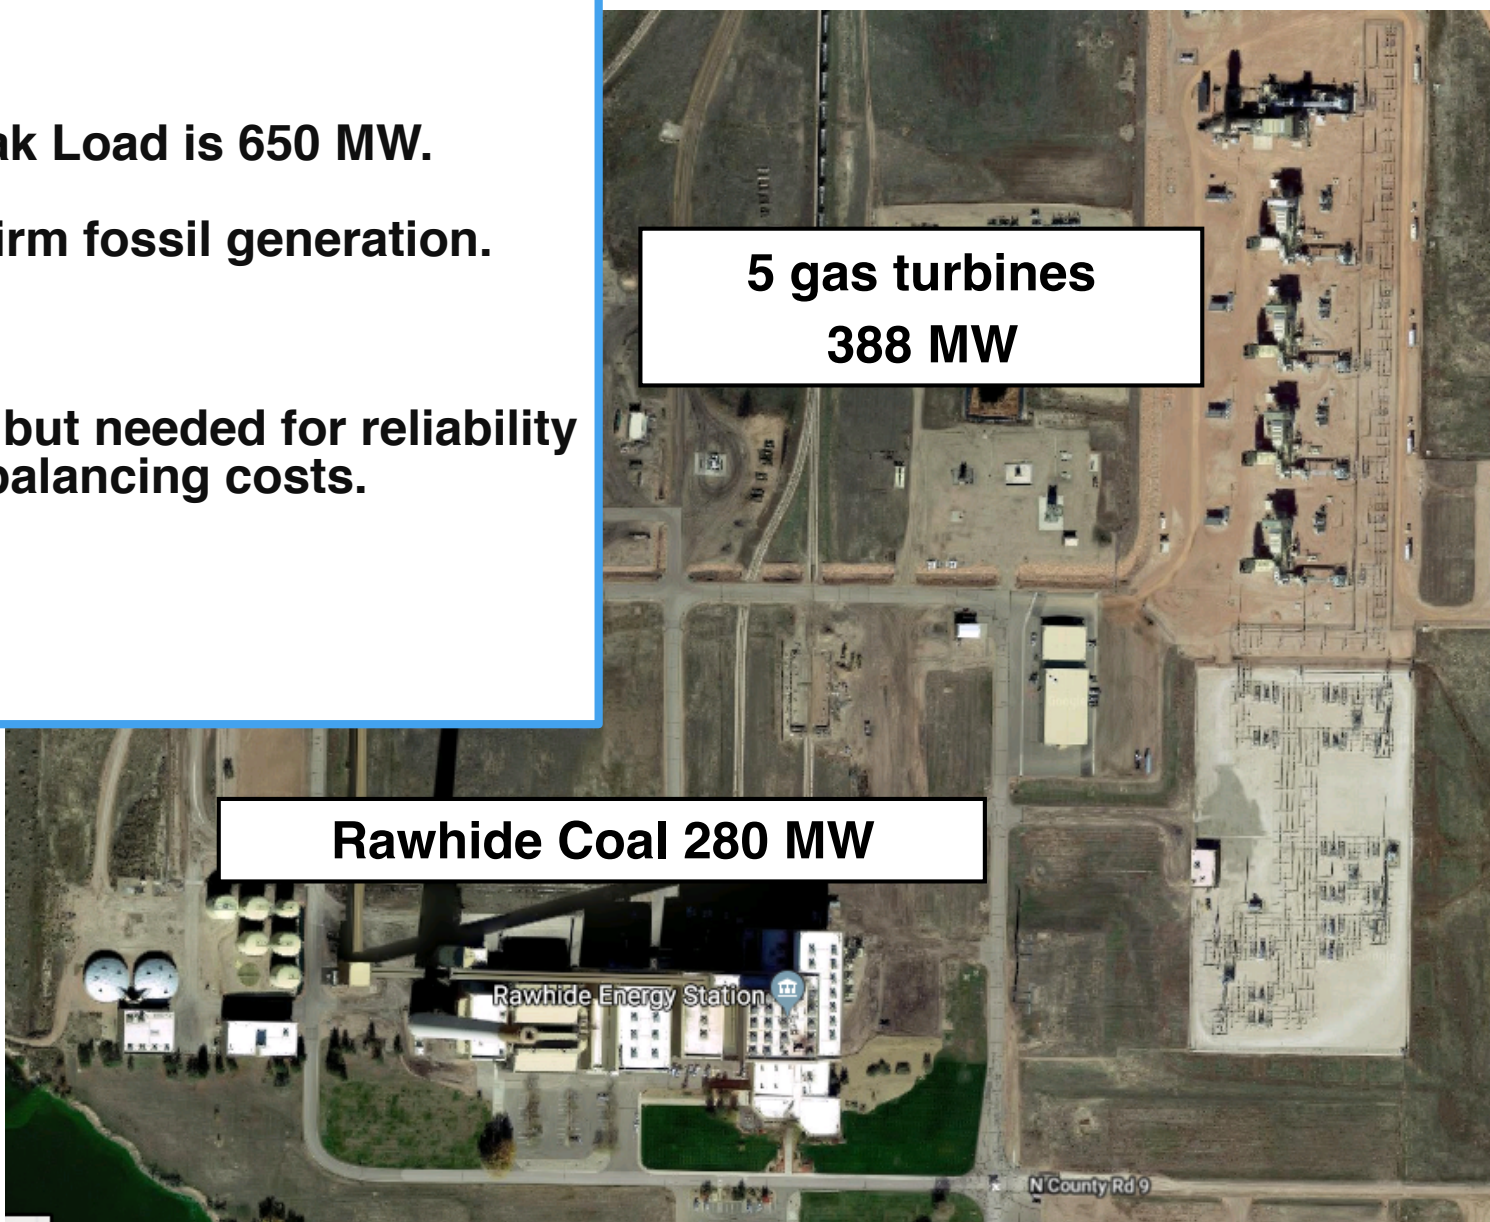 ak Load is 650 MW.
irm fossil generation.
but needed for reliability
balancing costs.
5 gas turbines
388 MW
Rawhide Coal 280 MW
Rawhide Energy Station
N County Rd 9